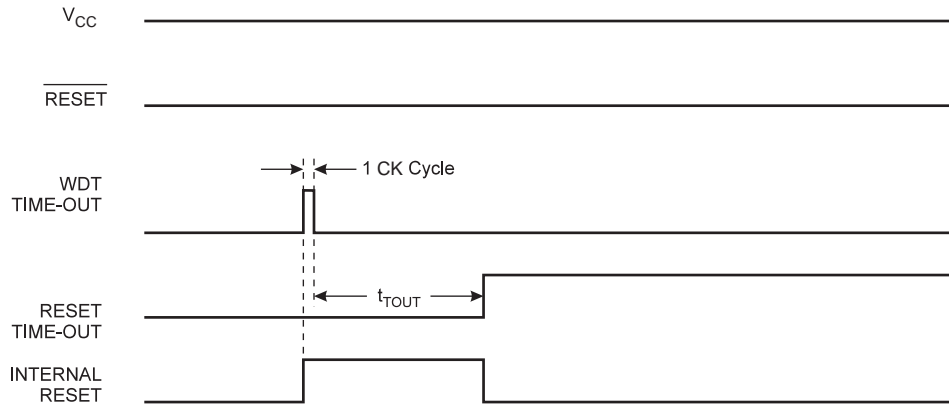 VCC
RESET
1 CK Cycle
WDT
TIME-OUT
tTOUT
RESET
TIME-OUT
INTERNAL
RESET